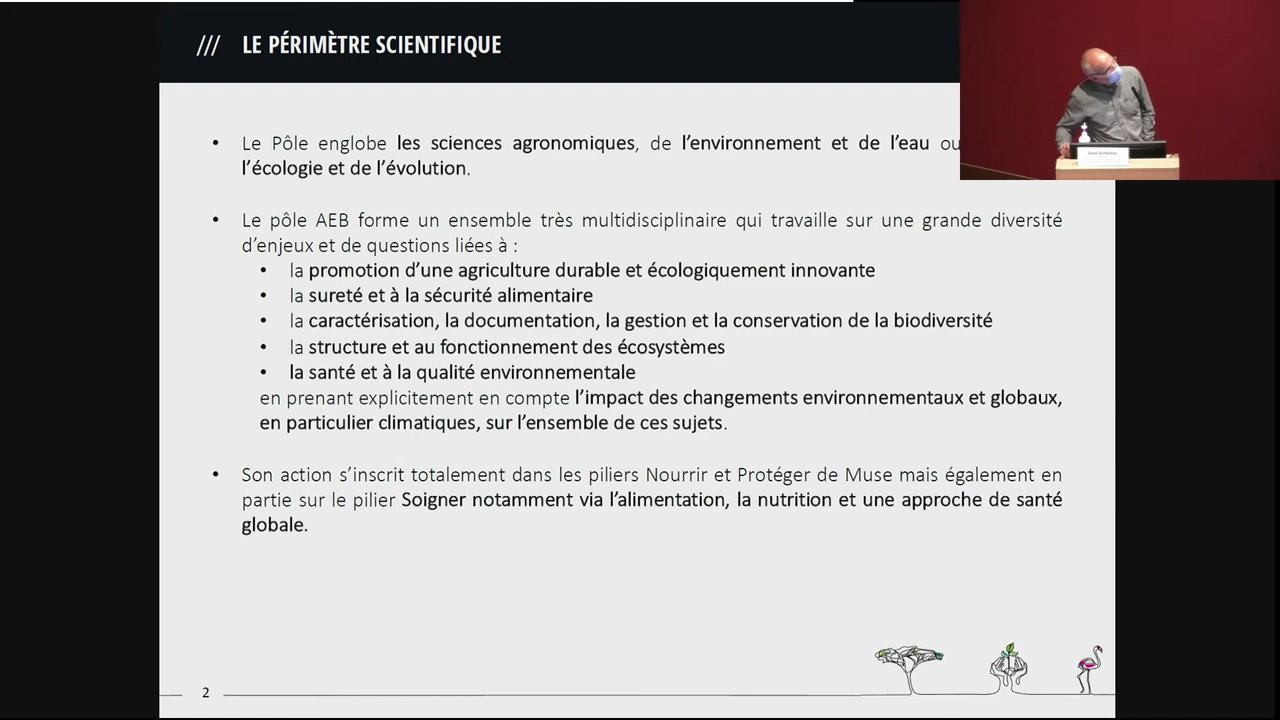 /// LE PÉRIMÈTRE SCIENTIFIQUE
• Le Pôle englobe les sciences agronomiques, de l'environnement et de l'eau ou
l'écologie et de l'évolution.
• Le pôle AEB forme un ensemble très multidisciplinaire qui travaille sur une grande diversité
d'enjeux et de questions liées à :
• la promotion d'une agriculture durable et écologiquement innovante
• la sureté et à la sécurité alimentaire
• la caractérisation, la documentation, la gestion et la conservation de la biodiversité
• la structure et au fonctionnement des écosystèmes
• la santé et à la qualité environnementale
en prenant explicitement en compte l'impact des changements environnementaux et globaux,
en particulier climatiques, sur l'ensemble de ces sujets.
• Son action s'inscrit totalement dans les piliers Nourrir et Protéger de Muse mais également en
partie sur le pilier Soigner notamment via l'alimentation, la nutrition et une approche de santé
globale.
2